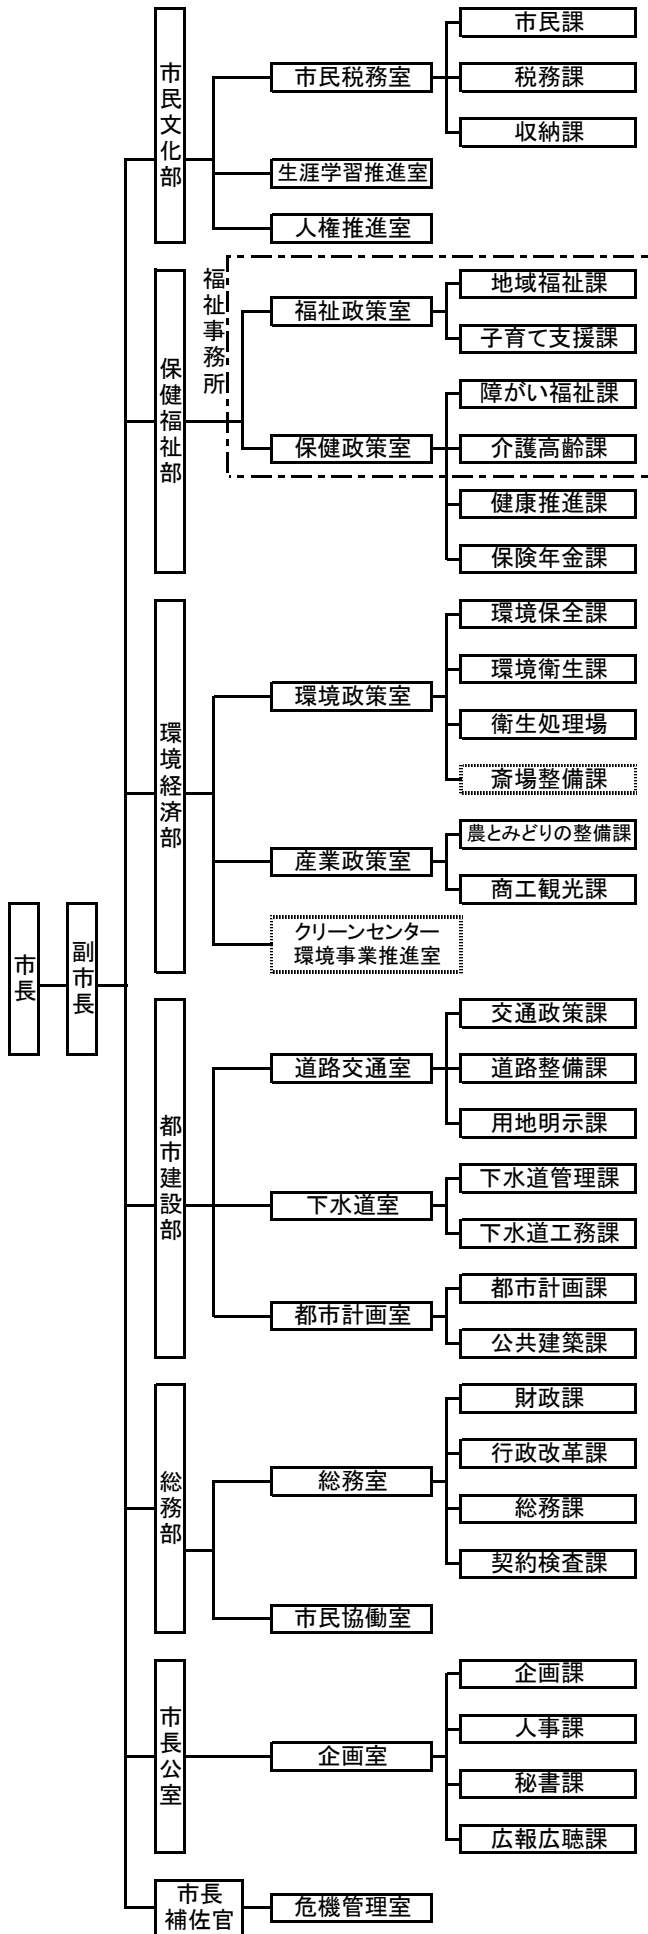 市長
副市長
市民文化部
市民税務室
市民課
税務課
収納課
生涯学習推進室
人権推進室
保健福祉部
福祉事務所
福祉政策室
地域福祉課
子育て支援課
保健政策室
障がい福祉課
介護高齢課
健康推進課
保険年金課
環境経済部
環境政策室
環境保全課
環境衛生課
衛生処理場
斎場整備課
産業政策室
農とみどりの整備課
商工観光課
クリーンセンター
環境事業推進室
都市建設部
道路交通室
交通政策課
道路整備課
用地明示課
下水道室
下水道管理課
下水道工務課
都市計画室
都市計画課
公共建築課
総務部
総務室
財政課
行政改革課
総務課
契約検査課
市民協働室
市長公室
企画室
企画課
人事課
秘書課
広報広聴課
市長
補佐官
危機管理室